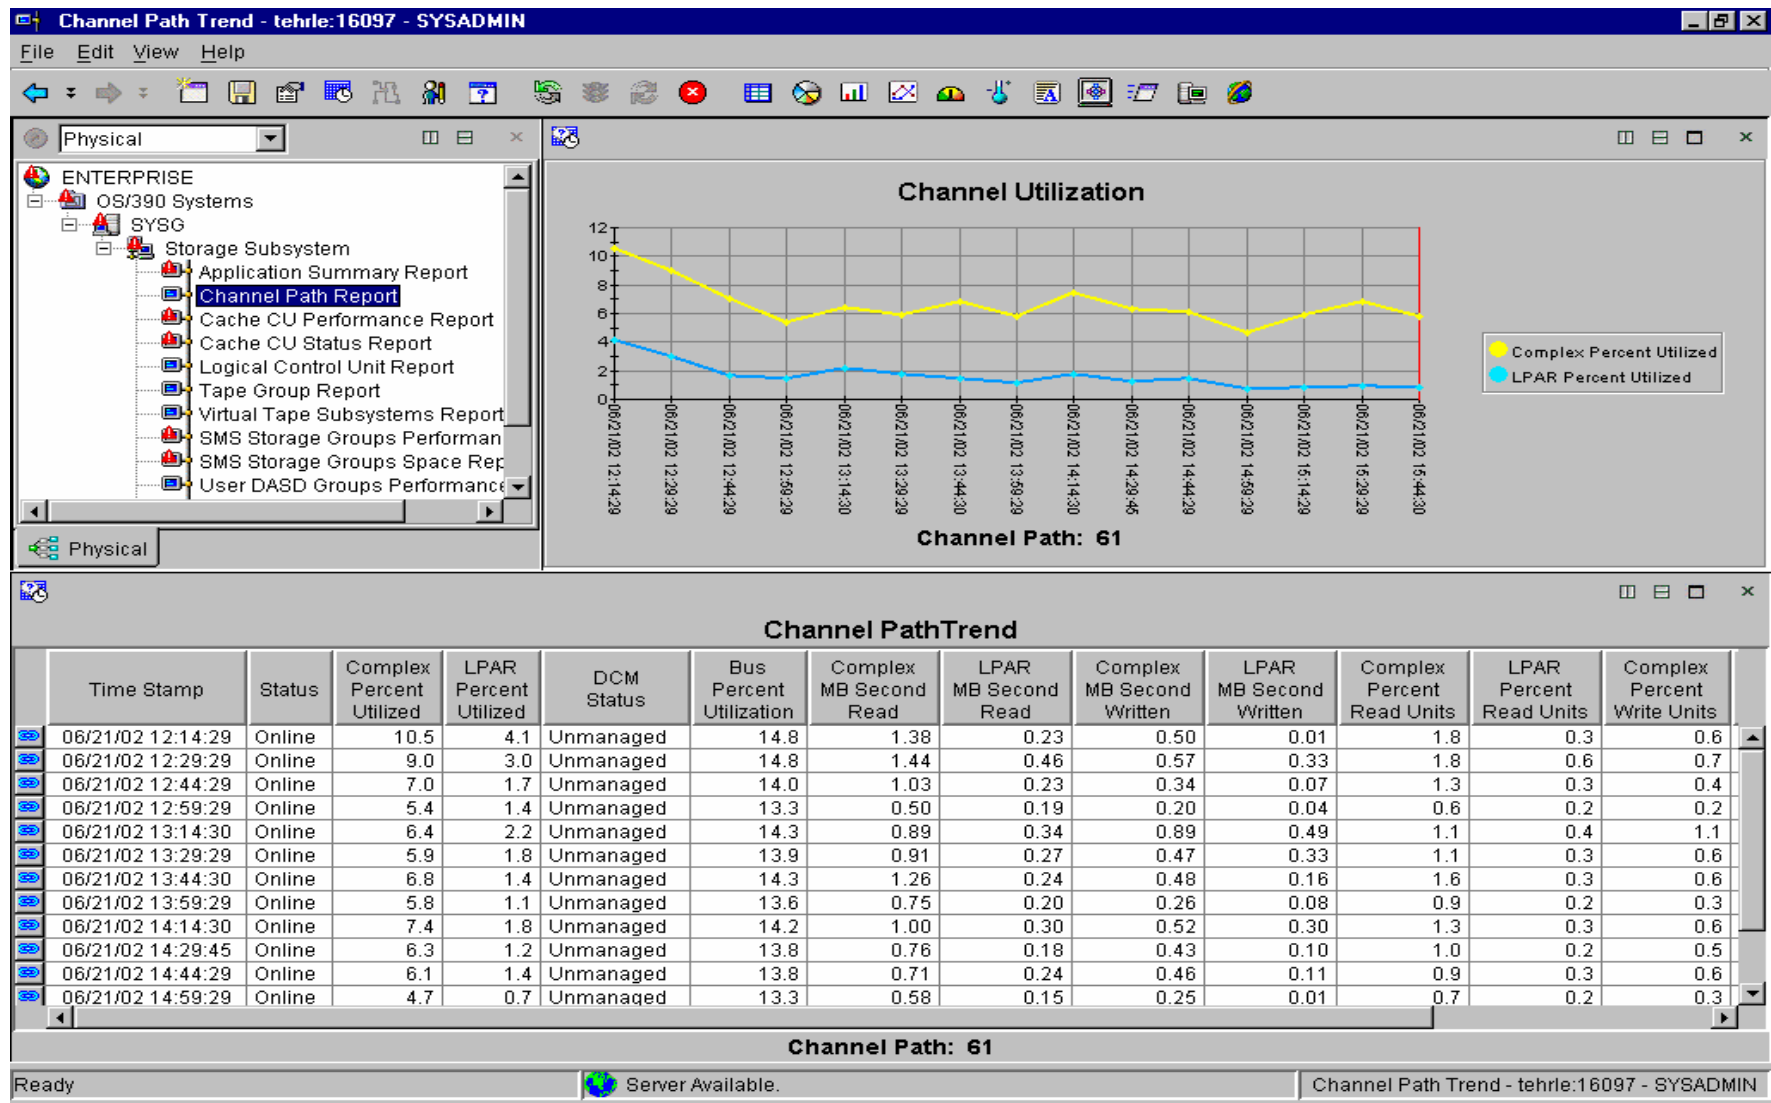 Channel Path Trend - tehrle:16097 - SYSADMIN
File Edit View Help
Physical
ENTERPRISE
OS/390 Systems
SYSG
Storage Subsystem
Application Summary Report
Channel Path Report
Cache CU Performance Report
Cache CU Status Report
Logical Control Unit Report
Tape Group Report
Virtual Tape Subsystems Report
SMS Storage Groups Performan
SMS Storage Groups Space Rep
User DASD Groups Performance
Physical
Channel Utilization
12
10
8
6
4
2
0
06/21/02 12:14:29
06/21/02 12:29:29
06/21/02 12:44:29
06/21/02 12:59:29
06/21/02 13:14:30
06/21/02 13:29:29
06/21/02 13:44:30
06/21/02 13:59:29
06/21/02 14:14:30
06/21/02 14:29:45
06/21/02 14:44:29
06/21/02 14:59:29
06/21/02 15:14:29
06/21/02 15:29:29
06/21/02 15:44:30
Complex Percent Utilized
LPAR Percent Utilized
Channel Path: 61
Channel PathTrend
Time Stamp Status Complex Percent Utilized LPAR Percent Utilized DCM Status Bus Percent Utilization Complex MB Second Read LPAR MB Second Read Complex MB Second Written LPAR MB Second Written Complex Percent Read Units LPAR Percent Read Units Complex Percent Write Units
06/21/02 12:14:29 Online 10.5 4.1 Unmanaged 14.8 1.38 0.23 0.50 0.01 1.8 0.3 0.6
06/21/02 12:29:29 Online 9.0 3.0 Unmanaged 14.8 1.44 0.46 0.57 0.33 1.8 0.6 0.7
06/21/02 12:44:29 Online 7.0 1.7 Unmanaged 14.0 1.03 0.23 0.34 0.07 1.3 0.3 0.4
06/21/02 12:59:29 Online 5.4 1.4 Unmanaged 13.3 0.50 0.19 0.20 0.04 0.6 0.2 0.2
06/21/02 13:14:30 Online 6.4 2.2 Unmanaged 14.3 0.89 0.34 0.89 0.49 1.1 0.4 1.1
06/21/02 13:29:29 Online 5.9 1.8 Unmanaged 13.9 0.91 0.27 0.47 0.33 1.1 0.3 0.6
06/21/02 13:44:30 Online 6.8 1.4 Unmanaged 14.3 1.26 0.24 0.48 0.16 1.6 0.3 0.6
06/21/02 13:59:29 Online 5.8 1.1 Unmanaged 13.6 0.75 0.20 0.26 0.08 0.9 0.2 0.3
06/21/02 14:14:30 Online 7.4 1.8 Unmanaged 14.2 1.00 0.30 0.52 0.30 1.3 0.3 0.6
06/21/02 14:29:45 Online 6.3 1.2 Unmanaged 13.8 0.76 0.18 0.43 0.10 1.0 0.2 0.5
06/21/02 14:44:29 Online 6.1 1.4 Unmanaged 13.8 0.71 0.24 0.46 0.11 0.9 0.3 0.6
06/21/02 14:59:29 Online 4.7 0.7 Unmanaged 13.3 0.58 0.15 0.25 0.01 0.7 0.2 0.3
Channel Path: 61
Ready
Server Available.
Channel Path Trend - tehrle:16097 - SYSADMIN